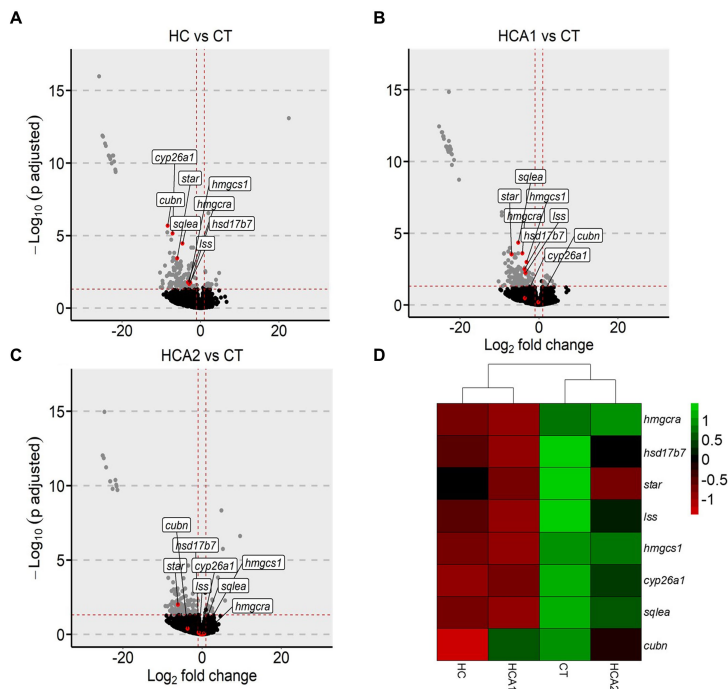 A
HC vs CT
−Log10 (p adjusted)
15
10
5
0
-20
0
20
cyp26a1
star
hmgcs1
cubn
hmgcra
sqlea
hsd17b7
lss
B
HCA1 vs CT
15
10
5
0
-20
0
20
Log2 fold change
sqlea
star
hmgcs1
hmgcra
lss
hsd17b7
cubn
cyp26a1
C
HCA2 vs CT
−Log10 (p adjusted)
15
10
5
0
-20
0
20
Log2 fold change
cubn
hsd17b7
star
cyp26a1
hmgcs1
lss
sqlea
hmgcra
D
hmgcra
hsd17b7
star
lss
hmgcs1
cyp26a1
sqlea
cubn
HC
HCA1
CT
HCA2
1
0.5
0
-0.5
-1